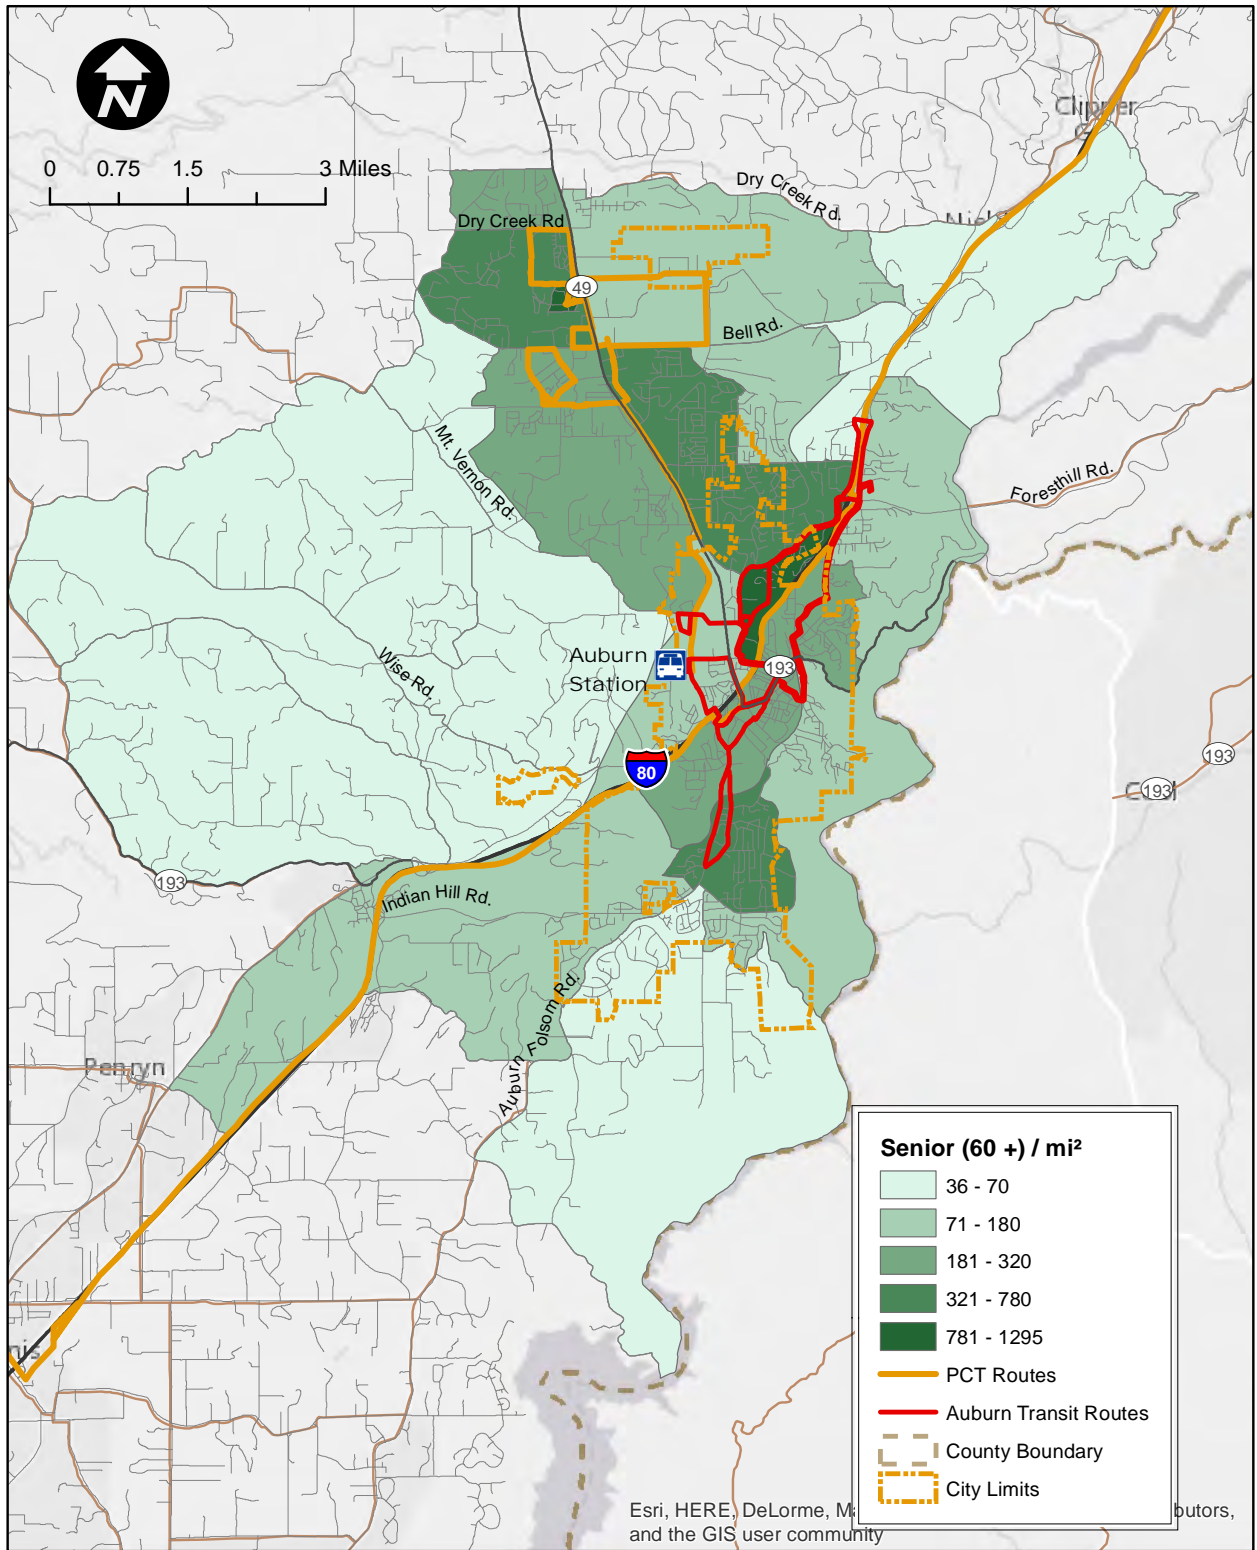 Clipper
N
0 0.75 1.5 3 Miles
Dry Creek Rd.
Dry Creek Rd
49
Bell Rd.
Mt. Vernon Rd.
Foresthill Rd.
Wise Rd.
Auburn
Station
193
80
193
193
193
Indian Hill Rd.
Auburn Folsom Rd.
Penryn
Senior (60 +) / mi²
36 - 70
71 - 180
181 - 320
321 - 780
781 - 1295
PCT Routes
Auburn Transit Routes
County Boundary
City Limits
Esri, HERE, DeLorme,
and the GIS user community